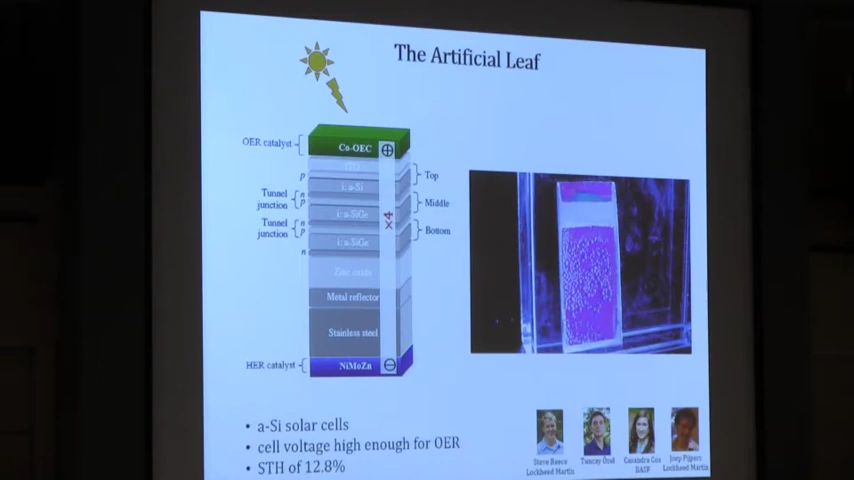 The Artificial Leaf
OER catalyst
Co-OEC
⊕
p
Top
i: a-Si
Tunnel
junction
n
p
Middle
i: a-SiGe
×4
Tunnel
junction
n
p
Bottom
i: a-SiGe
n
Zinc oxide
Metal reflector
Stainless steel
HER catalyst
NiMoZn
⊖
• a-Si solar cells
• cell voltage high enough for OER
• STH of 12.8%
Steve Reece
Lockheed Martin
Tuncay Ozel
Casandra Cox
Joep Pijpers
Lockheed Martin